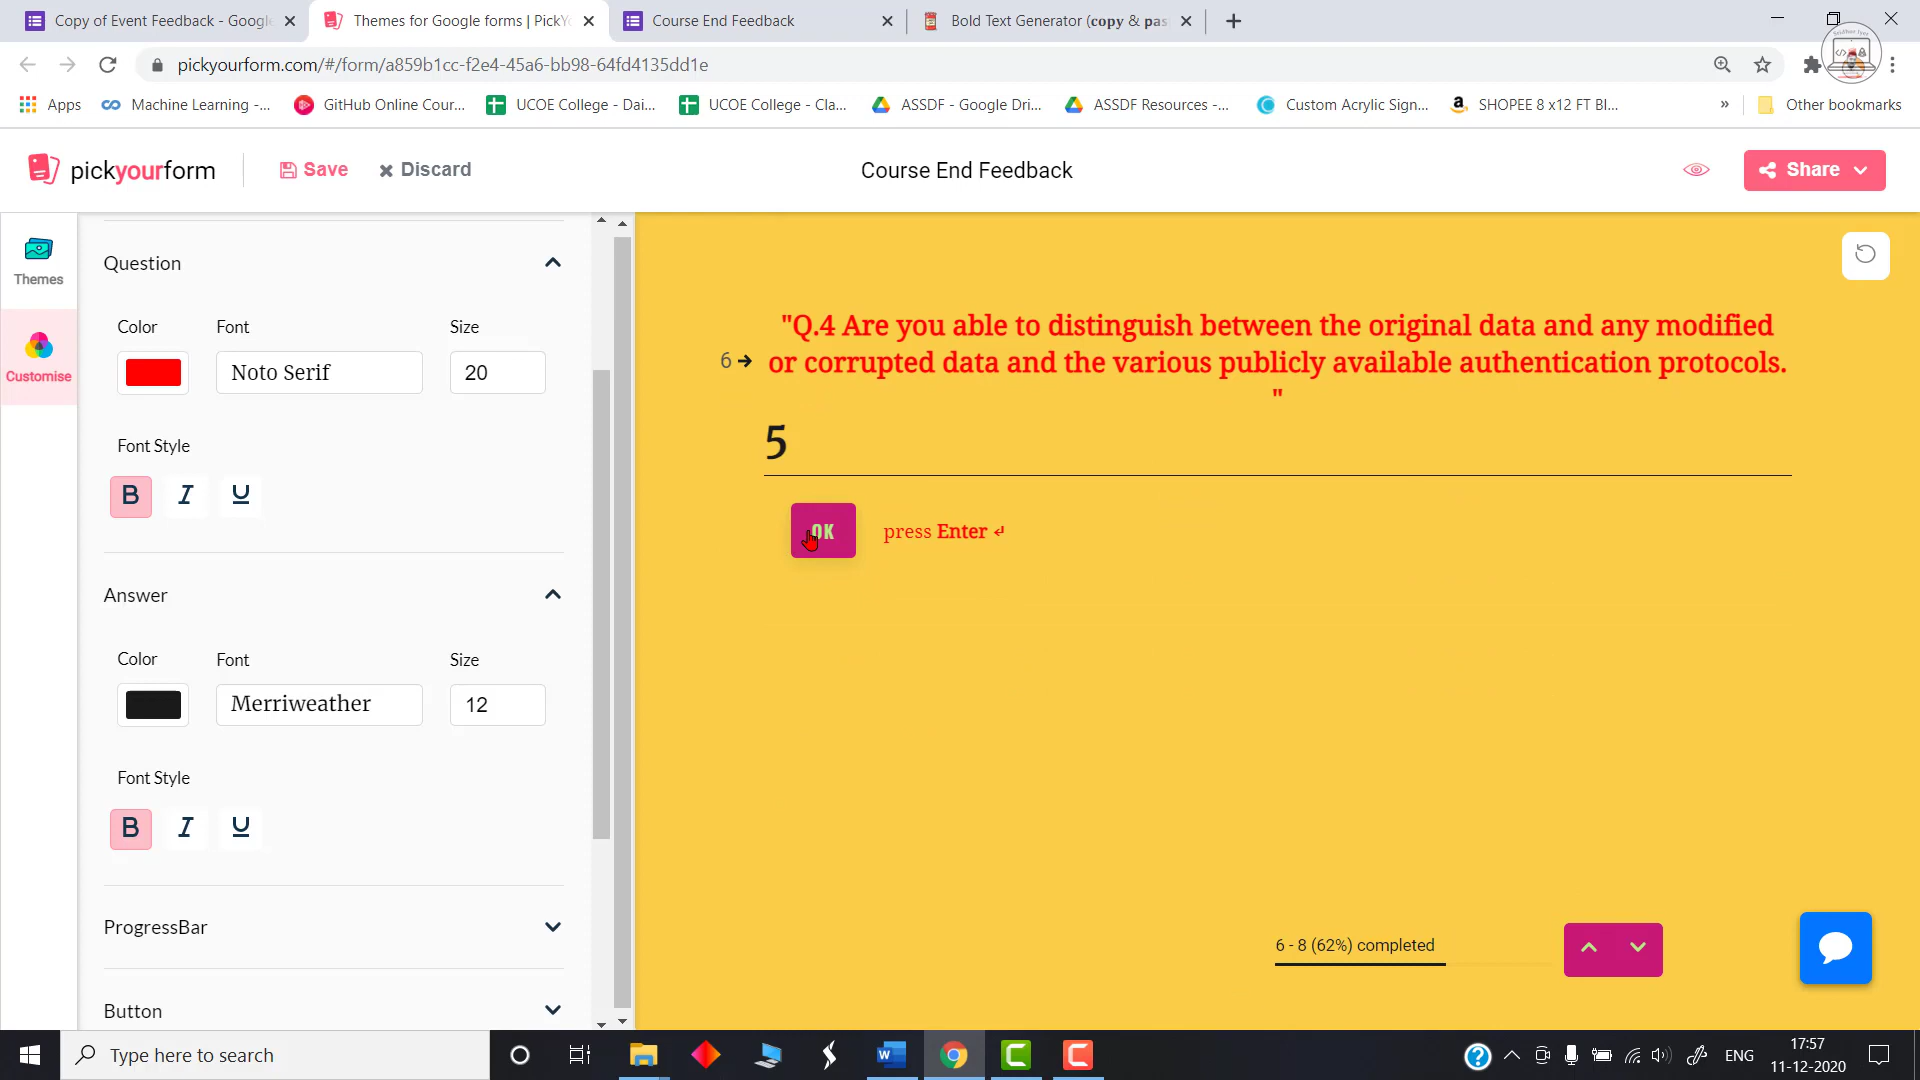 Copy of Event Feedback - Google
Themes for Google forms | PickYo
Course End Feedback
Bold Text Generator (copy & pas
pickyourform.com/#/form/a859b1cc-f2e4-45a6-bb98-64fd4135dd1e
Apps
Machine Learning -...
GitHub Online Cour...
UCOE College - Dai...
UCOE College - Cla...
ASSDF - Google Dri...
ASSDF Resources -...
Custom Acrylic Sign...
SHOPEE 8 x12 FT Bl...
»
Other bookmarks
pickyourform
Save
Discard
Course End Feedback
Share
Themes
Customise
Question
Color
Font
Size
Noto Serif
20
Font Style
B I U
Answer
Color
Font
Size
Merriweather
12
Font Style
B I U
ProgressBar
Button
"Q.4 Are you able to distinguish between the original data and any modified
6 → or corrupted data and the various publicly available authentication protocols.
"
5
OK
press Enter ↵
6 - 8 (62%) completed
Type here to search
ENG
17:57
11-12-2020